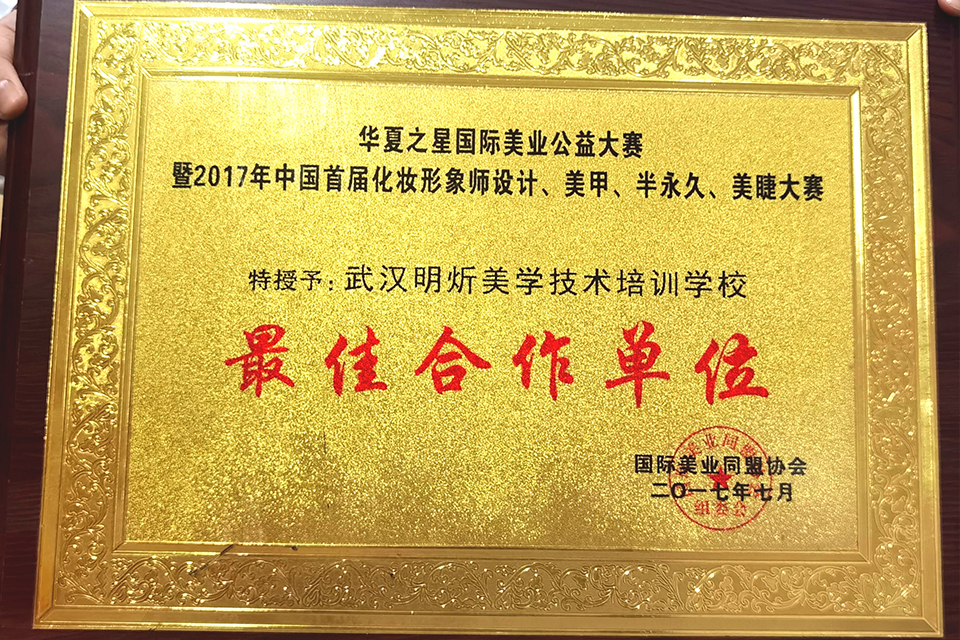 华夏之星国际美业公益大赛
暨2017年中国首届化妆形象师设计、美甲、半永久、美睫大赛
特授予：武汉明炘美学技术培训学校
最佳合作单位
国际美业同盟协会
二〇一七年七月
组委会